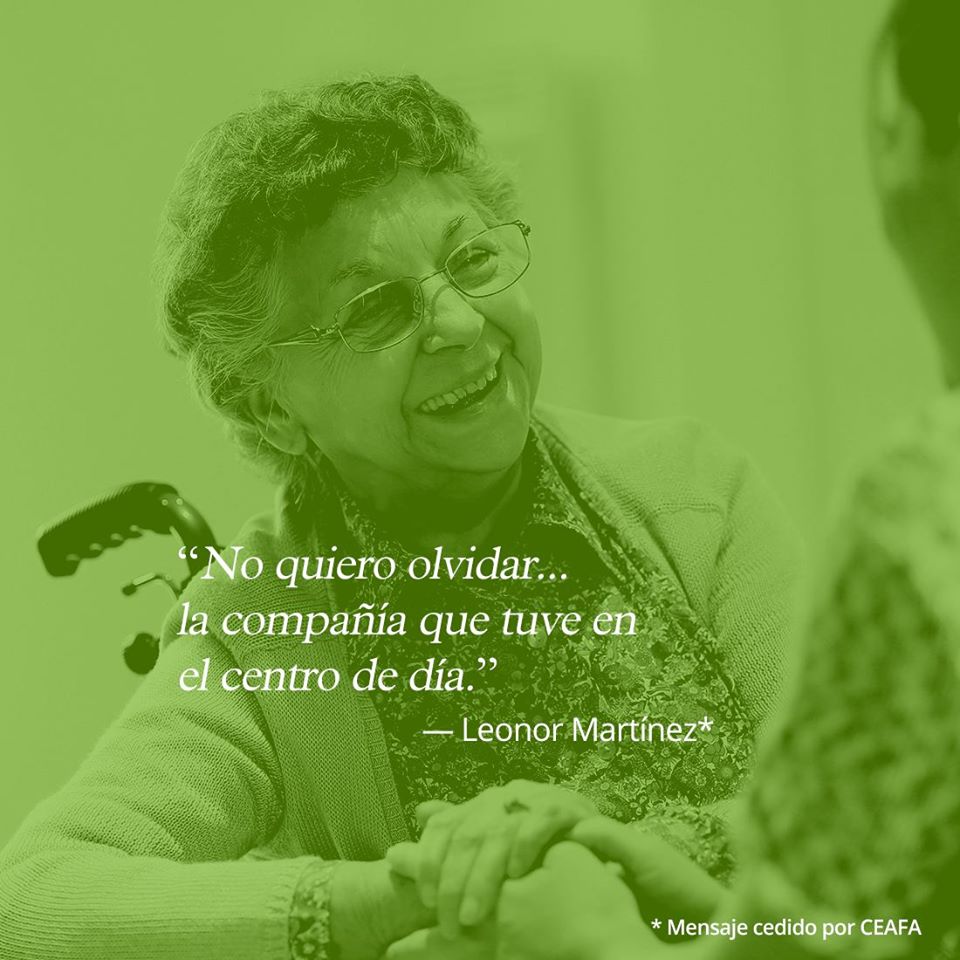 “No quiero olvidar...
la compañía que tuve en
el centro de día.”
— Leonor Martínez*
* Mensaje cedido por CEAFA